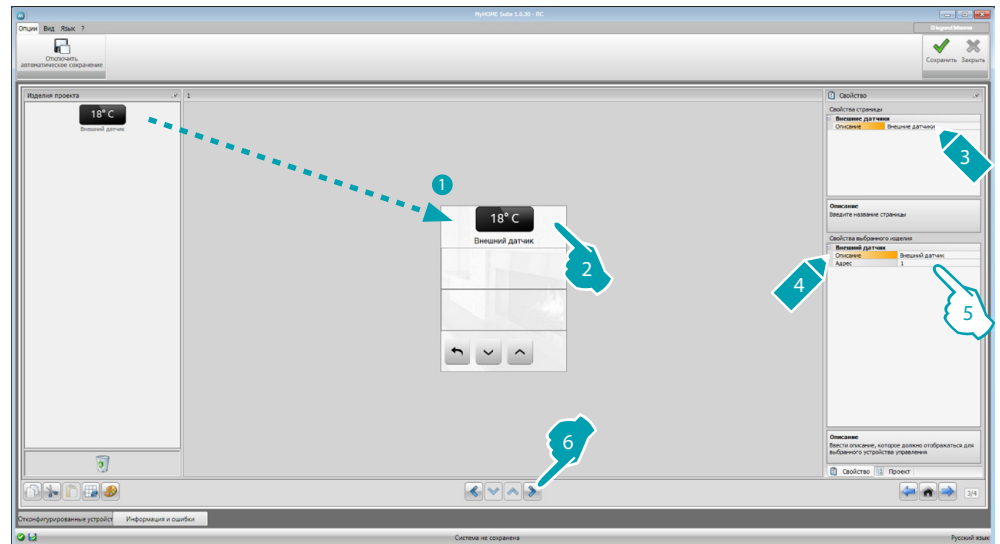 MyHOME Suite 1.0.30 - RC
Опции Вид Язык ?
Отключить
автоматическое сохранение
Сохранить Закрыть
Изделия проекта
18°C
Внешний датчик
1
1
18°C
Внешний датчик
2
6
Свойство
Свойства страницы
Внешние датчики
Описание Внешние датчики
3
Описание
Введите название страницы
Свойства выбранного изделия
Внешний датчик
Описание Внешний датчик
Адрес 1
4
5
Описание
Ввести описание, которое должно отображаться для
выбранного устройства управления
Свойство Проект
3/4
Отконфигурированные устройст Информация и ошибки
Система не сохранена
Русский язык